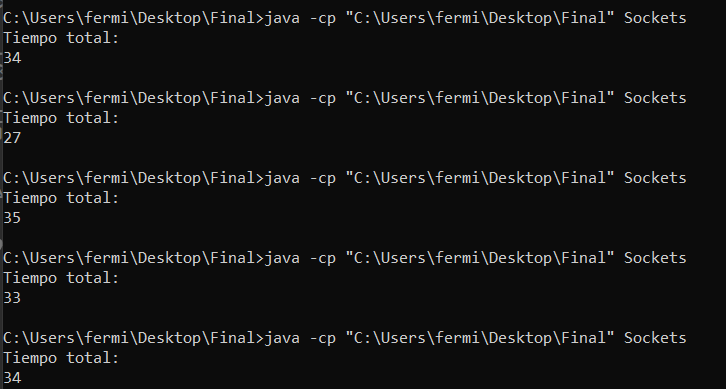 C:\Users\fermi\Desktop\Final>java -cp "C:\Users\fermi\Desktop\Final" Sockets
Tiempo total:
34
C:\Users\fermi\Desktop\Final>java -cp "C:\Users\fermi\Desktop\Final" Sockets
Tiempo total:
27
C:\Users\fermi\Desktop\Final>java -cp "C:\Users\fermi\Desktop\Final" Sockets
Tiempo total:
35
C:\Users\fermi\Desktop\Final>java -cp "C:\Users\fermi\Desktop\Final" Sockets
Tiempo total:
33
C:\Users\fermi\Desktop\Final>java -cp "C:\Users\fermi\Desktop\Final" Sockets
Tiempo total:
34